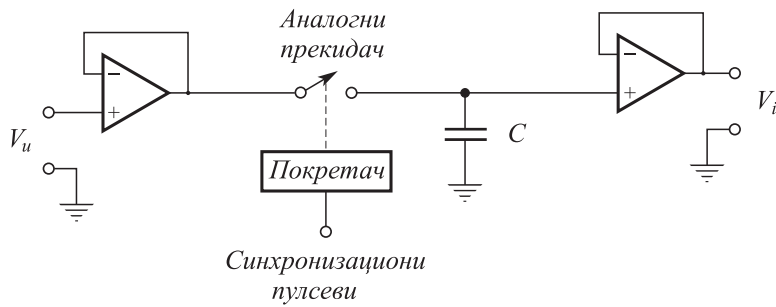 Аналогни
прекидач
−
+
V_u
C
−
+
V_i
Покретач
Синхронизациони
пулсеви